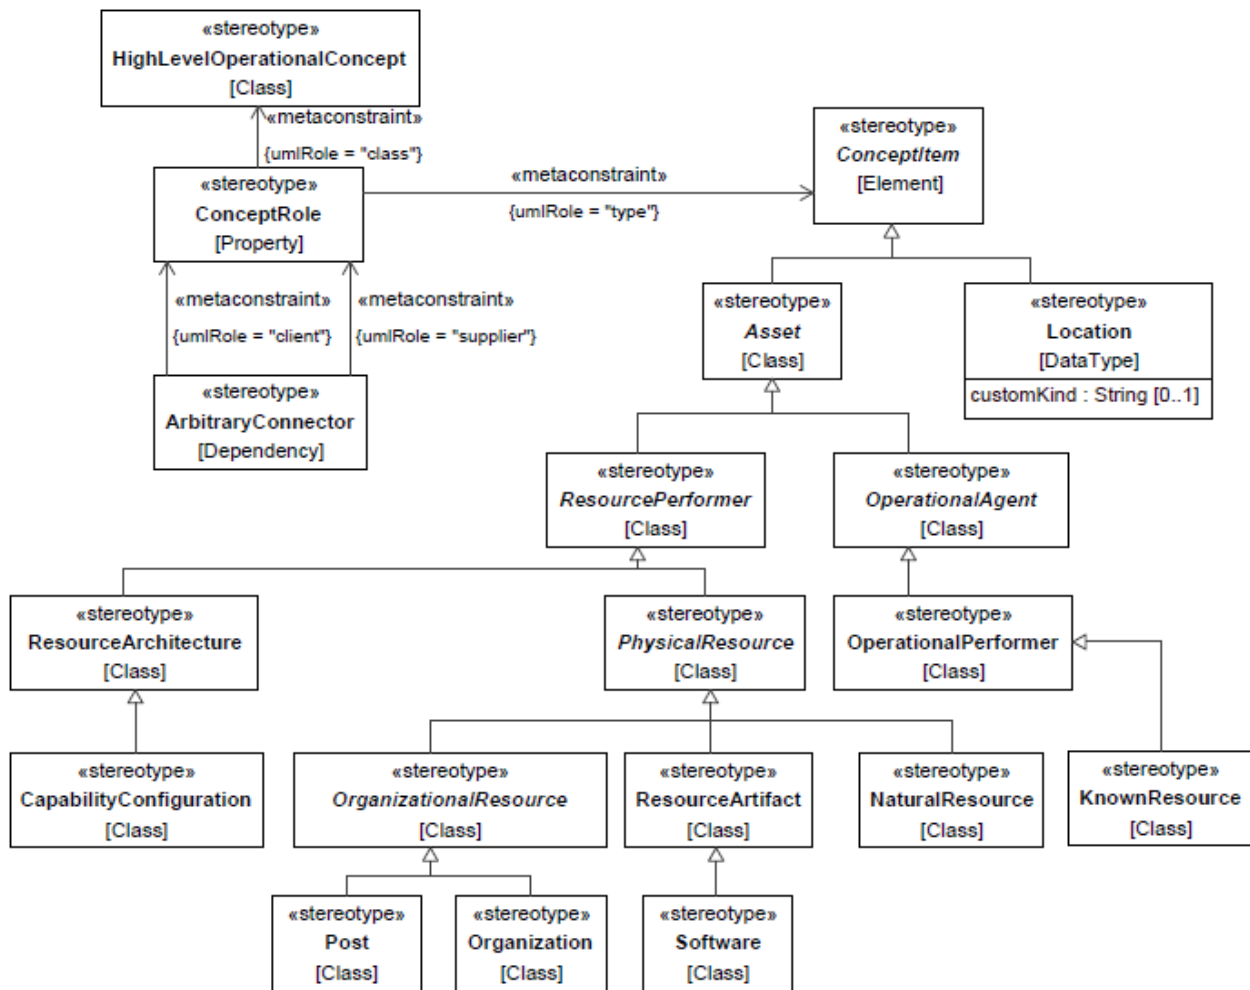 «stereotype»
HighLevelOperationalConcept
[Class]
«metaconstraint»
{umlRole = "class"}
«stereotype»
ConceptRole
[Property]
«metaconstraint»
{umlRole = "type"}
«stereotype»
ConceptItem
[Element]
«metaconstraint»
{umlRole = "client"}
«metaconstraint»
{umlRole = "supplier"}
«stereotype»
ArbitraryConnector
[Dependency]
«stereotype»
Asset
[Class]
«stereotype»
Location
[DataType]
customKind : String [0..1]
«stereotype»
ResourcePerformer
[Class]
«stereotype»
OperationalAgent
[Class]
«stereotype»
ResourceArchitecture
[Class]
«stereotype»
PhysicalResource
[Class]
«stereotype»
OperationalPerformer
[Class]
«stereotype»
CapabilityConfiguration
[Class]
«stereotype»
OrganizationalResource
[Class]
«stereotype»
ResourceArtifact
[Class]
«stereotype»
NaturalResource
[Class]
«stereotype»
KnownResource
[Class]
«stereotype»
Post
[Class]
«stereotype»
Organization
[Class]
«stereotype»
Software
[Class]